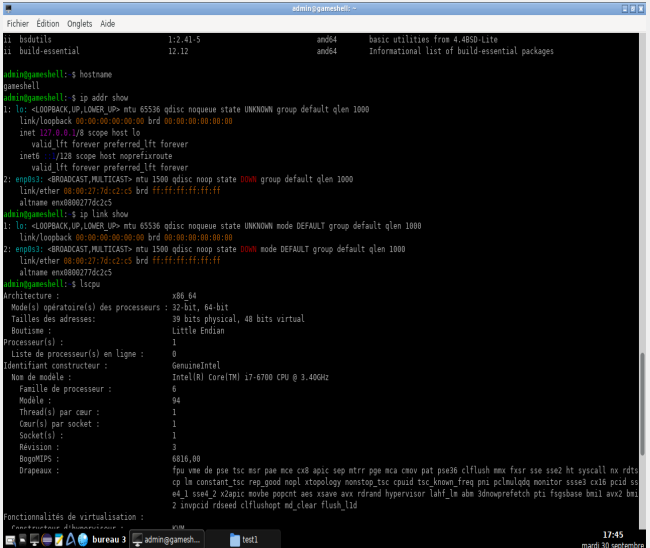 admin@gameshell: ~
Fichier Édition Onglets Aide
ii bsdutils 1:2.41-5 amd64 basic utilities from 4.4BSD-Lite
ii build-essential 12.12 amd64 Informational list of build-essential packages
admin@gameshell: $ hostname
gameshell
admin@gameshell: $ ip addr show
1: lo: <LOOPBACK,UP,LOWER_UP> mtu 65536 qdisc noqueue state UNKNOWN group default qlen 1000
link/loopback 00:00:00:00:00:00 brd 00:00:00:00:00:00
inet 127.0.0.1/8 scope host lo
valid_lft forever preferred_lft forever
inet6 /128 scope host noprefixroute
valid_lft forever preferred_lft forever
2: enp0s3: <BROADCAST,MULTICAST> mtu 1500 qdisc noop state DOWN group default qlen 1000
link/ether 08:00:27:7d:c2:c5 brd ff:ff:ff:ff:ff:ff
altname enx0800277dc2c5
admin@gameshell: $ ip link show
1: lo: <LOOPBACK,UP,LOWER_UP> mtu 65536 qdisc noqueue state UNKNOWN mode DEFAULT group default qlen 1000
link/loopback 00:00:00:00:00:00 brd 00:00:00:00:00:00
2: enp0s3: <BROADCAST,MULTICAST> mtu 1500 qdisc noop state DOWN mode DEFAULT group default qlen 1000
link/ether 08:00:27:7d:c2:c5 brd ff:ff:ff:ff:ff:ff
altname enx0800277dc2c5
admin@gameshell: $ lscpu
Architecture : x86_64
Mode(s) opératoire(s) des processeurs : 32-bit, 64-bit
Tailles des adresses: 39 bits physical, 48 bits virtual
Boutisme : Little Endian
Processeur(s) : 1
Liste de processeur(s) en ligne : 0
Identifiant constructeur : GenuineIntel
Nom de modèle : Intel(R) Core(TM) i7-6700 CPU @ 3.40GHz
Famille de processeur : 6
Modèle : 94
Thread(s) par cœur : 1
Cœur(s) par socket : 1
Socket(s) : 1
Révision : 3
BogoMIPS : 6816,00
Drapeaux : fpu vme de pse tsc msr pae mce cx8 apic sep mtrr pge mca cmov pat pse36 clflush mmx fxsr sse sse2 ht syscall nx rdts
cp lm constant_tsc rep_good nopl xtopology nonstop_tsc cpuid tsc_known_freq pni pclmulqdq monitor ssse3 cx16 pcid ss
e4_1 sse4_2 x2apic movbe popcnt aes xsave avx rdrand hypervisor lahf_lm abm 3dnowprefetch pti fsgsbase bmi1 avx2 bmi
2 invpcid rdseed clflushopt md_clear flush_l1d
Fonctionnalités de virtualisation :
Constructeur d'hyperviseur : KVM
bureau 3 admin@gamesh... test1 17:45
mardi 30 septembre